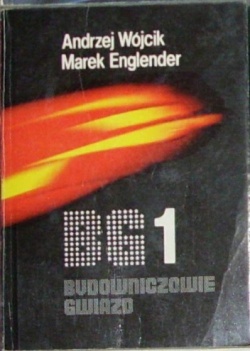 Andrzej Wójcik
Marek Englender
BG 1
BUDOWNICZOWIE
GWIAZD